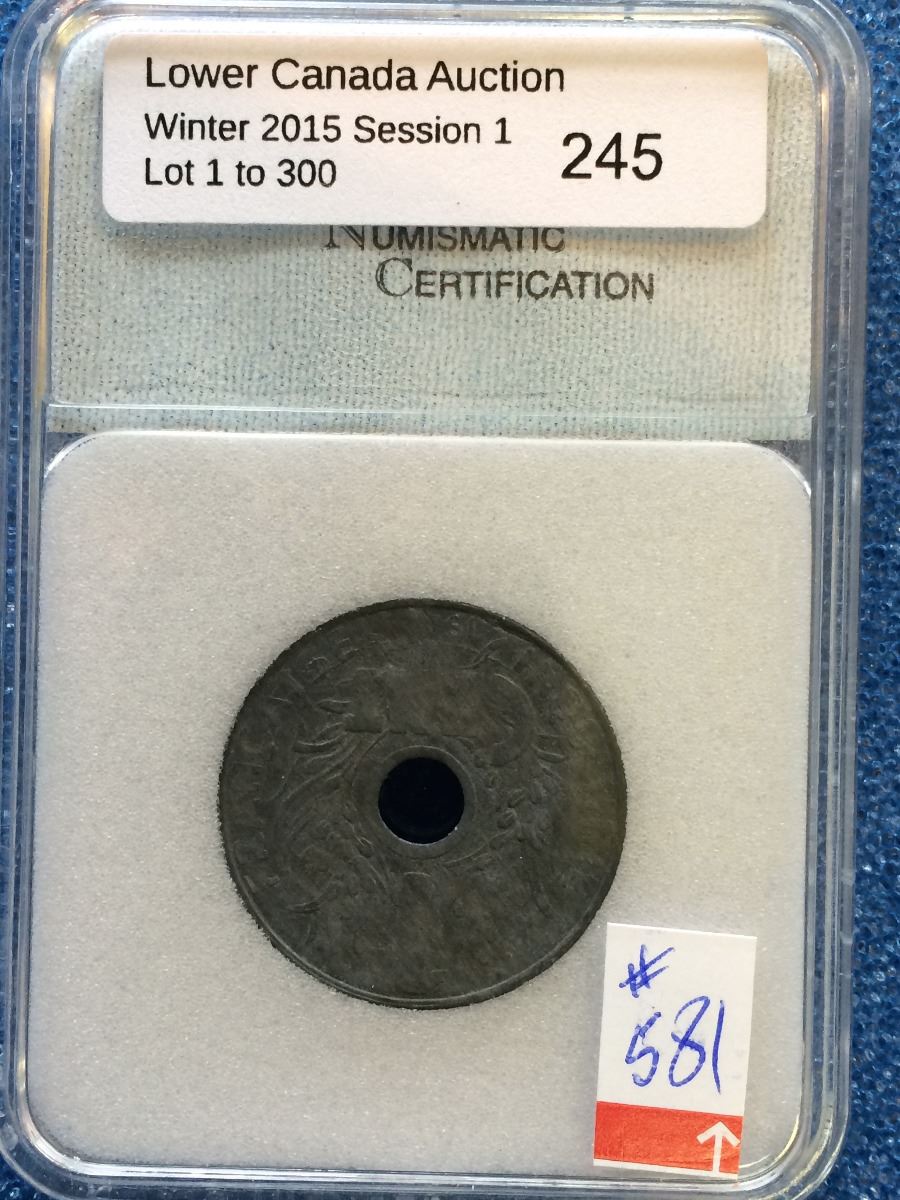 Lower Canada Auction
Winter 2015 Session 1
Lot 1 to 300
245
NUMISMATIC
CERTIFICATION
#
581